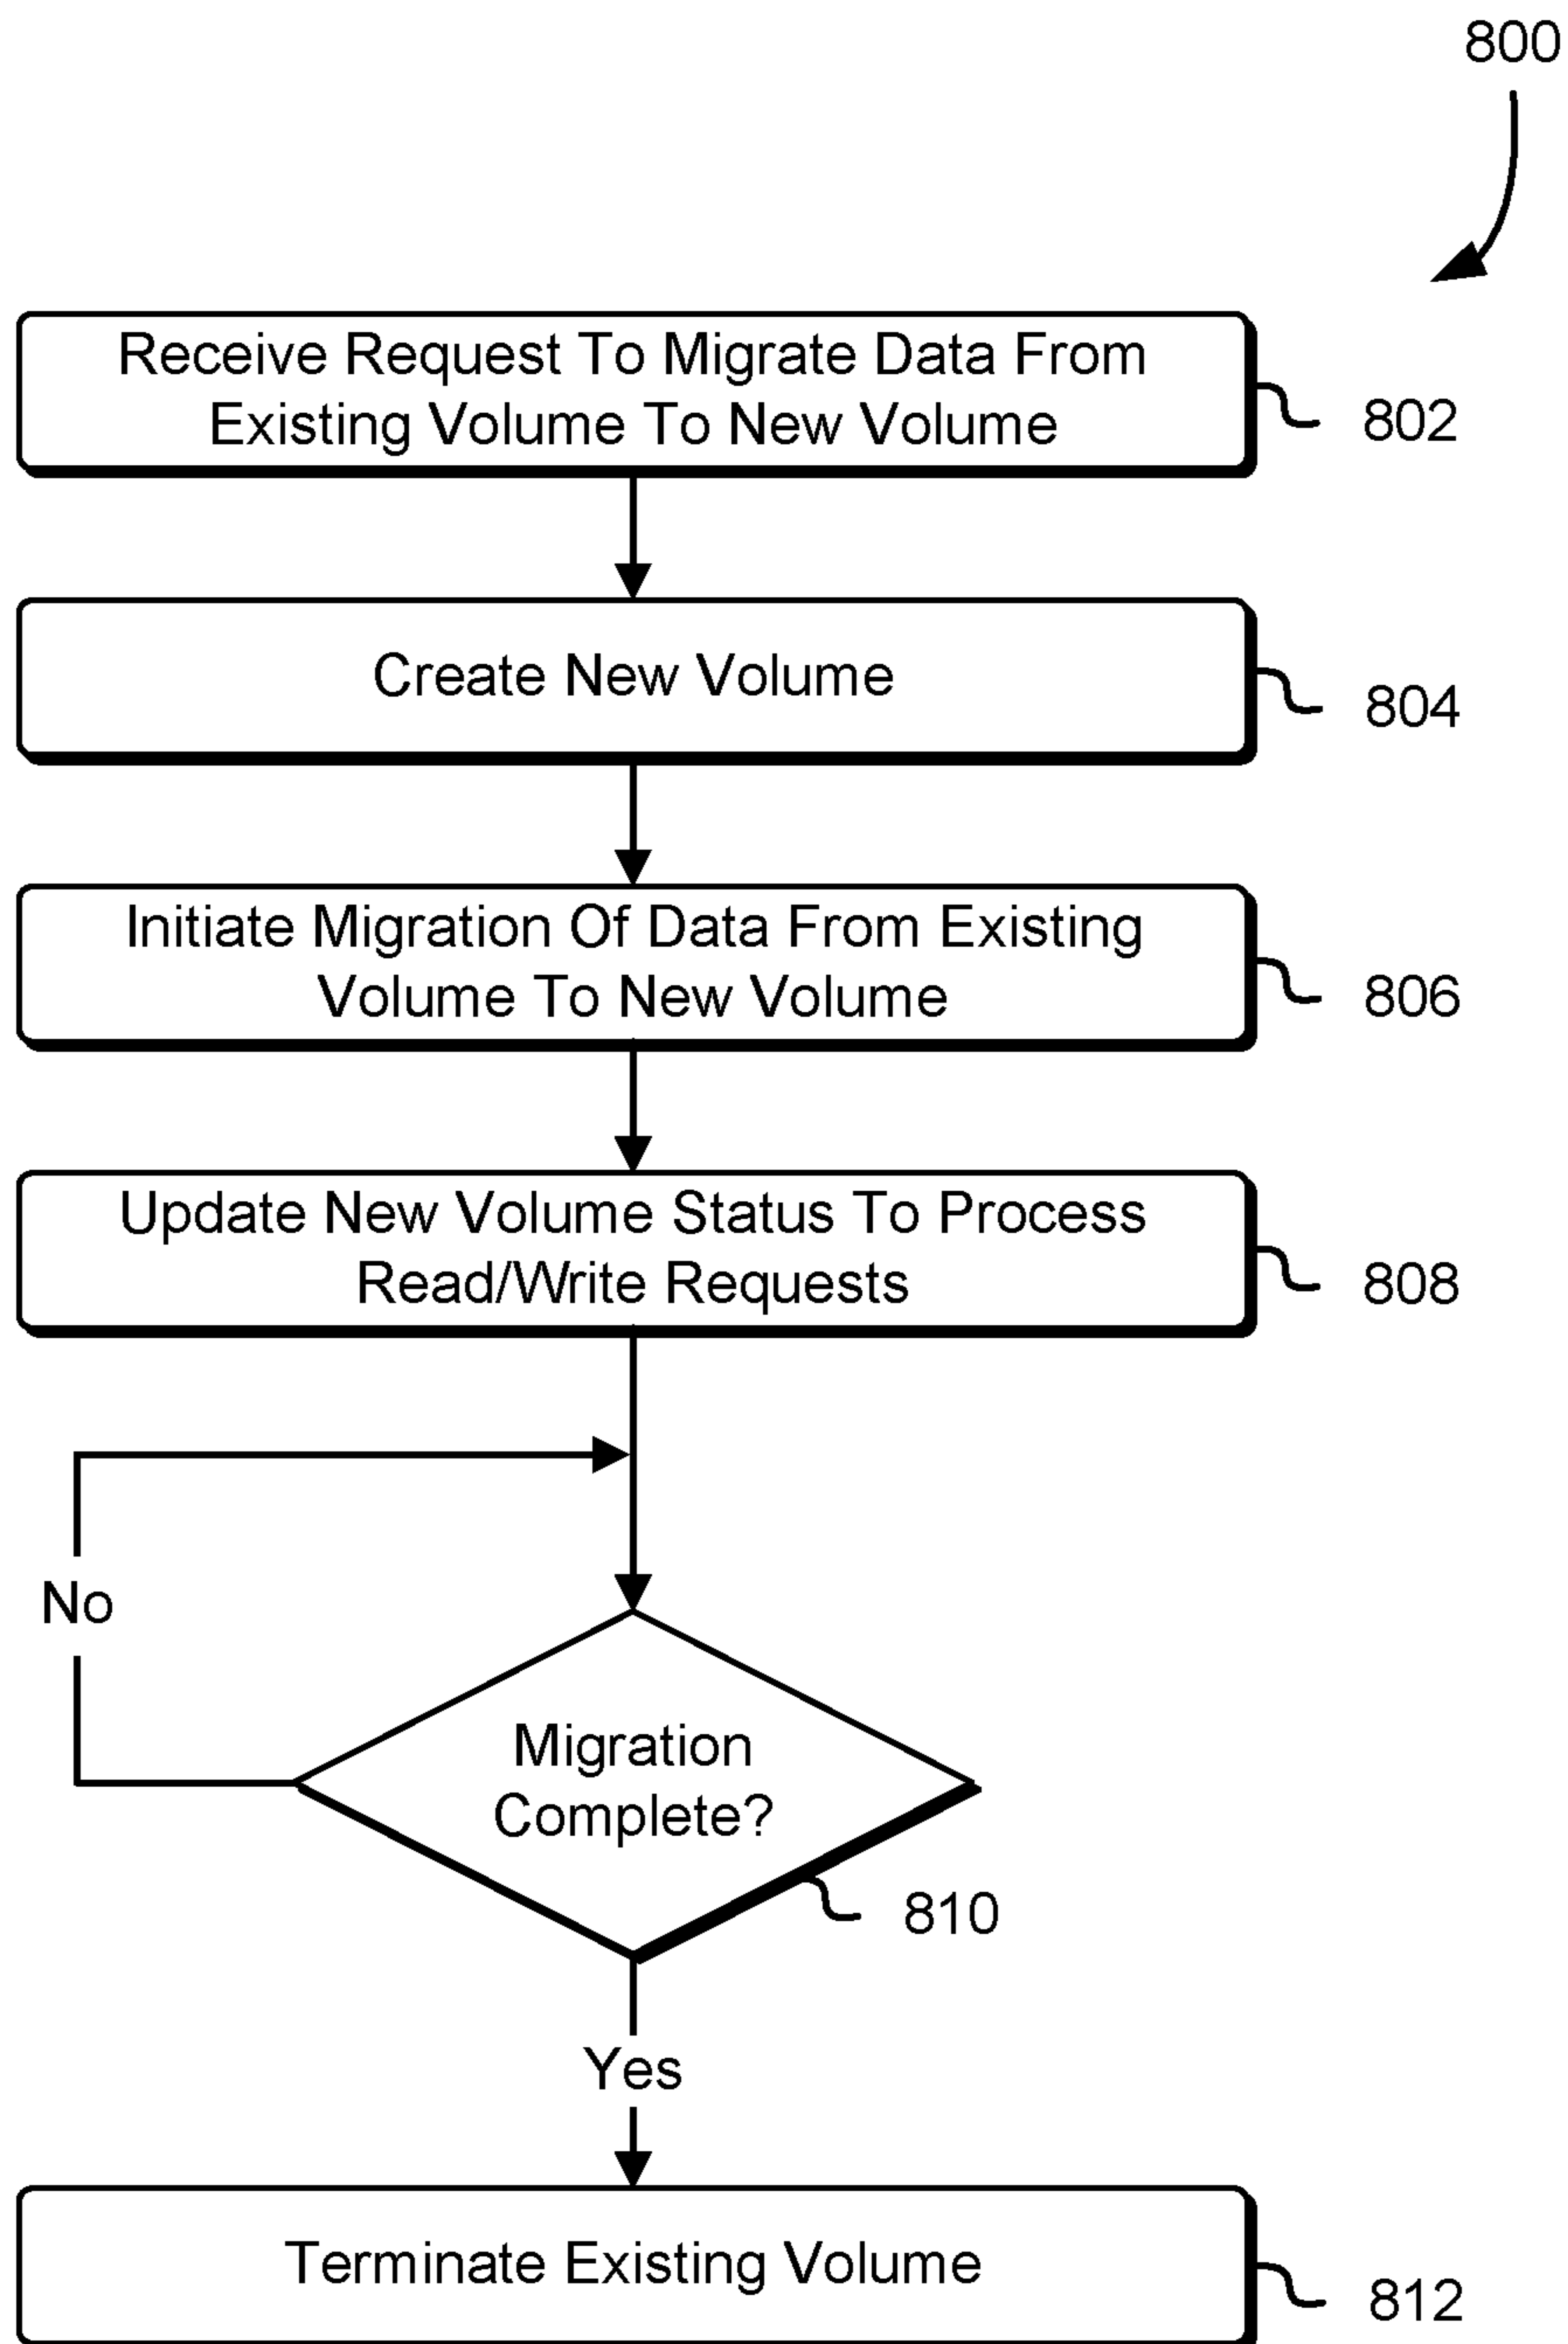 800
Receive Request To Migrate Data From
Existing Volume To New Volume
802
Create New Volume
804
Initiate Migration Of Data From Existing
Volume To New Volume
806
Update New Volume Status To Process
Read/Write Requests
808
No
Migration
Complete?
810
Yes
Terminate Existing Volume
812